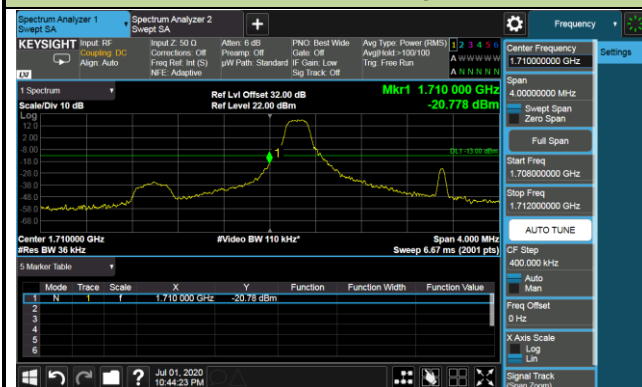 Spectrum Analyzer 1
Swept SA
Spectrum Analyzer 2
Swept SA
+
Frequency
KEYSIGHT
Input: RF
Coupling: DC
Align: Auto
Input Z: 50 Ω
Corrections: Off
Freq Ref: Int (S)
NFE: Adaptive
Atten: 6 dB
Preamp: Off
µW Path: Standard
PNO: Best Wide
Gate: Off
IF Gain: Low
Sig Track: Off
Avg Type: Power (RMS)
Avg|Hold:>100/100
Trig: Free Run
1 2 3 4 5 6
A W W W W W
A N N N N N
LXI
1 Spectrum
Scale/Div 10 dB
Ref Lvl Offset 32.00 dB
Ref Level 22.00 dBm
Mkr1 1.710 000 GHz
-20.778 dBm
Log
12.0
2.00
-8.00
-18.0
-28.0
-38.0
-48.0
-58.0
-68.0
1
DL1 -13.00 dBm
Center 1.710000 GHz
#Res BW 36 kHz
#Video BW 110 kHz*
Span 4.000 MHz
Sweep 6.67 ms (2001 pts)
5 Marker Table
Mode Trace Scale X Y Function Function Width Function Value
1 N 1 f 1.710 000 GHz -20.78 dBm
2
3
4
5
6
Center Frequency
1.710000000 GHz
Settings
Span
4.00000000 MHz
Swept Span
Zero Span
Full Span
Start Freq
1.708000000 GHz
Stop Freq
1.712000000 GHz
AUTO TUNE
CF Step
400.000 kHz
Auto
Man
Freq Offset
0 Hz
X Axis Scale
Log
Lin
Signal Track
(Span Zoom)
?
Jul 01, 2020
10:44:23 PM